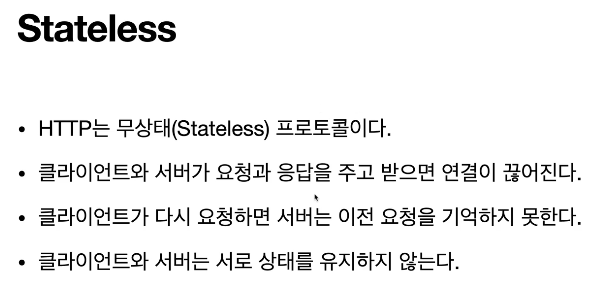 Stateless
• HTTP는 무상태(Stateless) 프로토콜이다.
• 클라이언트와 서버가 요청과 응답을 주고 받으면 연결이 끊어진다.
• 클라이언트가 다시 요청하면 서버는 이전 요청을 기억하지 못한다.
• 클라이언트와 서버는 서로 상태를 유지하지 않는다.